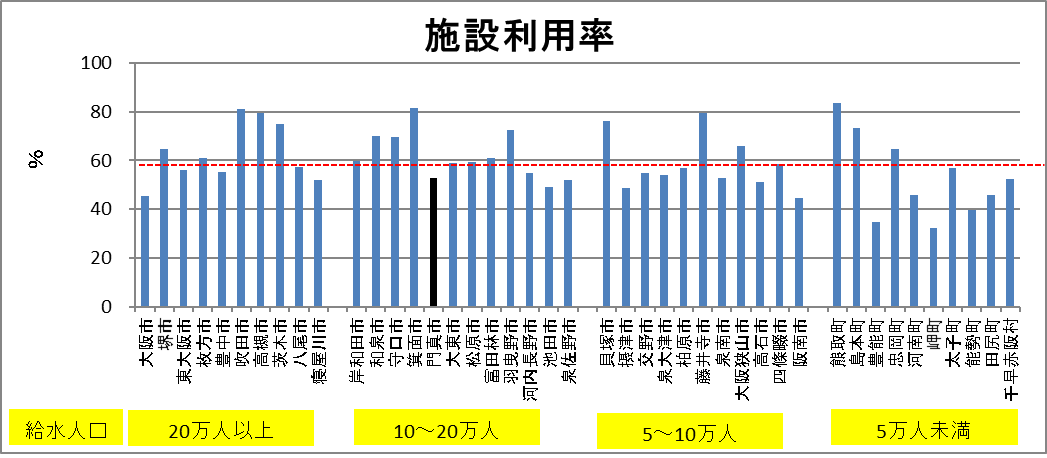 施設利用率
%
100
80
60
40
20
0
大阪市
堺市
東大阪市
枚方市
豊中市
吹田市
高槻市
茨木市
八尾市
寝屋川市
岸和田市
和泉市
守口市
箕面市
門真市
大東市
松原市
富田林市
羽曳野市
河内長野市
池田市
泉佐野市
貝塚市
摂津市
交野市
泉大津市
柏原市
藤井寺市
泉南市
大阪狭山市
高石市
四條畷市
阪南市
熊取町
島本町
豊能町
忠岡町
河南町
岬町
太子町
能勢町
田尻町
千早赤阪村
給水人口
20万人以上
10～20万人
5～10万人
5万人未満